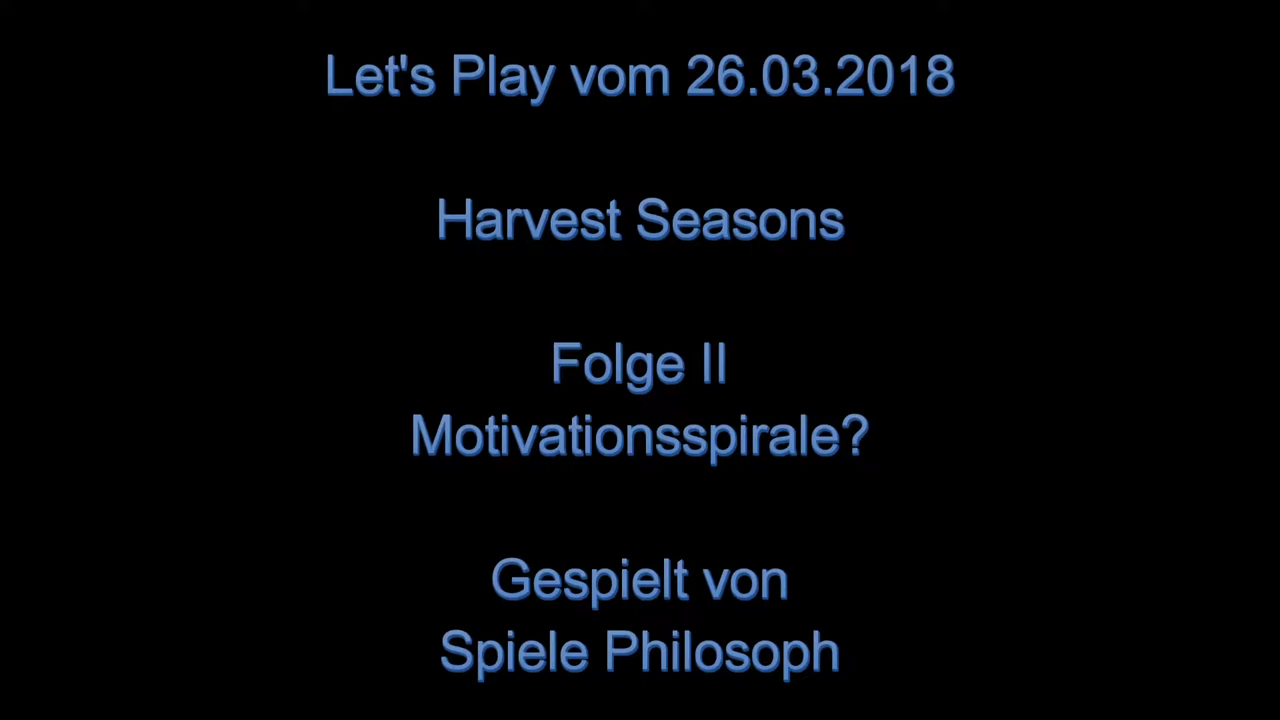 Let's Play vom 26.03.2018
Harvest Seasons
Folge II
Motivationsspirale?
Gespielt von
Spiele Philosoph